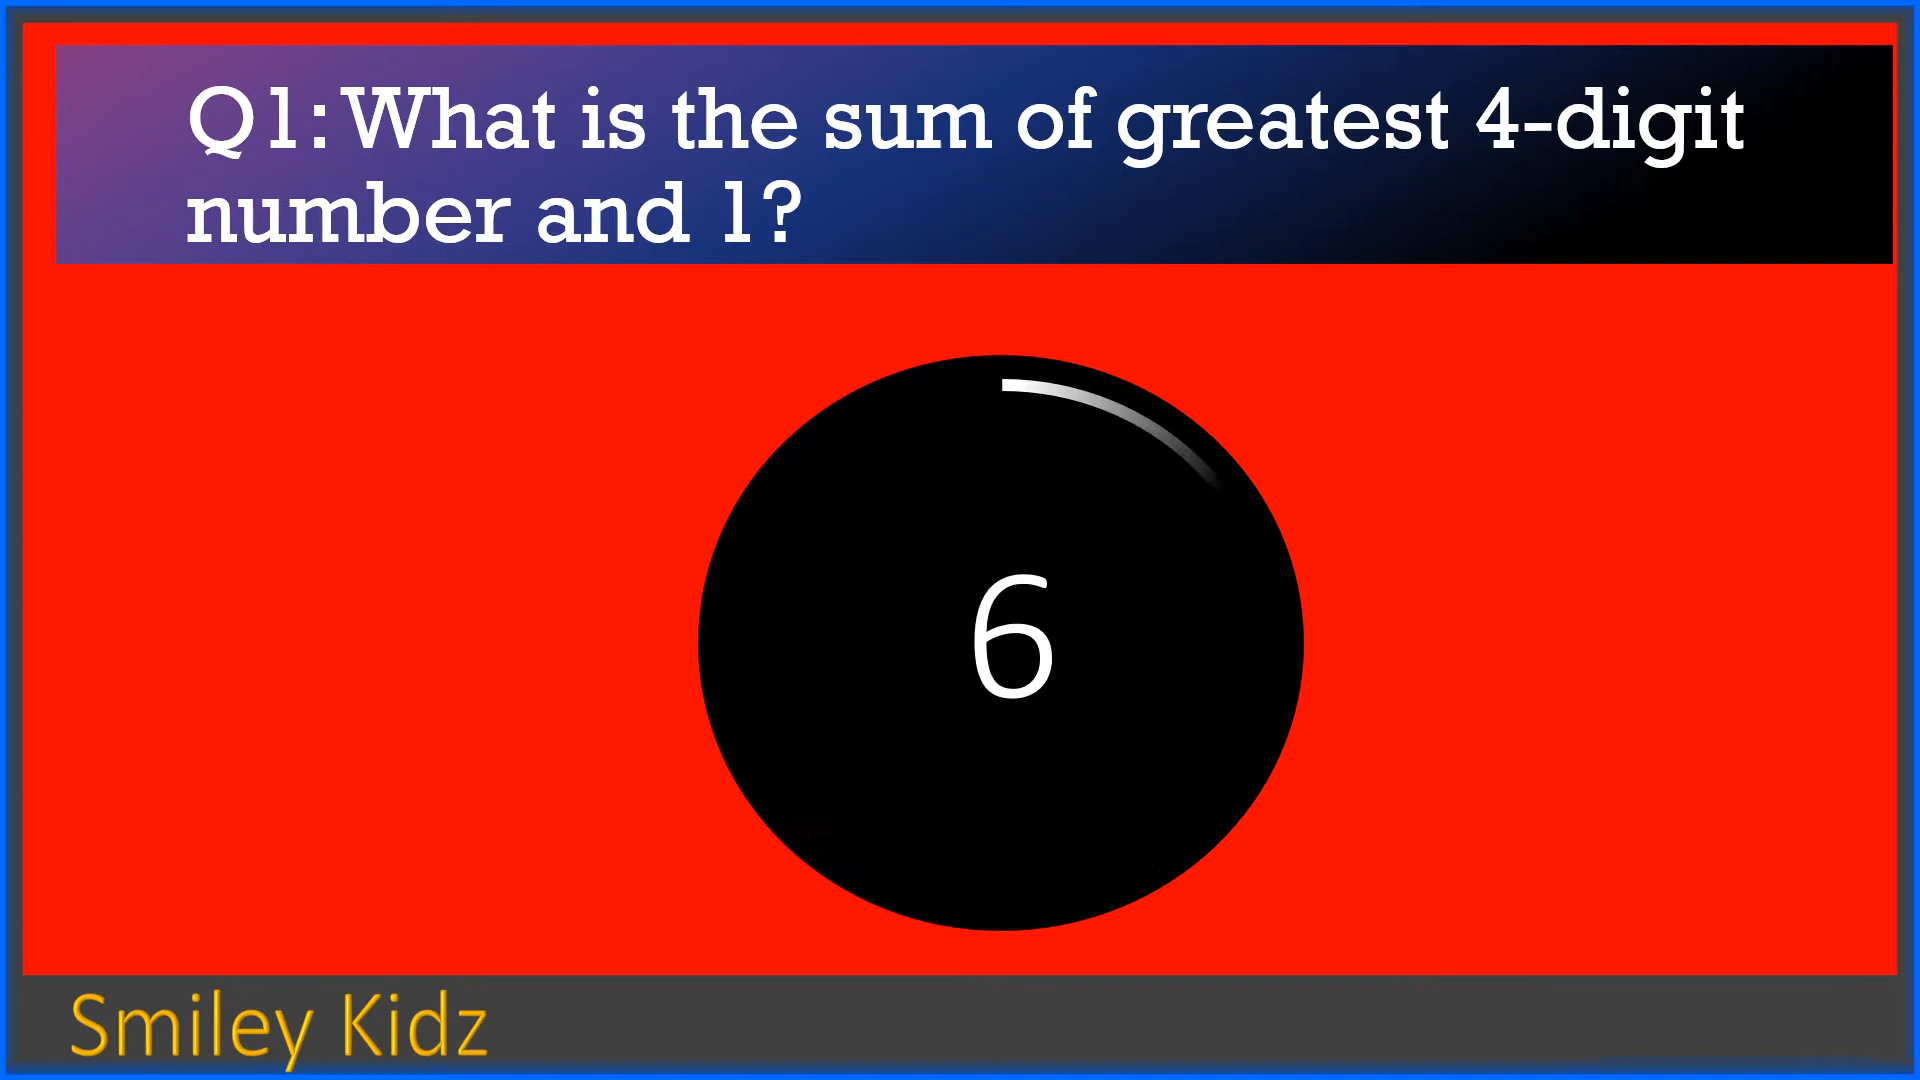 Q1: What is the sum of greatest 4-digit
number and 1?
6
Smiley Kidz